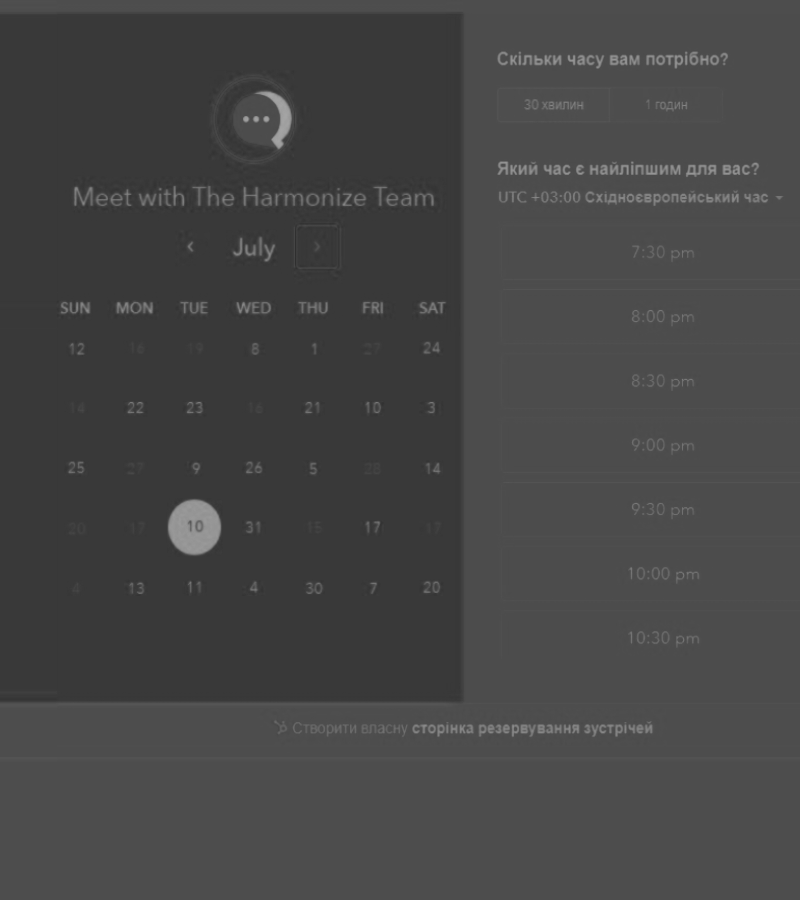 Скільки часу вам потрібно?
30 хвилин 1 годин
Meet with The Harmonize Team
July
Який час є найліпшим для вас?
UTC +03:00 Східноєвропейський час
SUN MON TUE WED THU FRI SAT
12 16 19 8 1 27 24
14 22 23 16 21 10 3
25 27 9 26 5 28 14
20 17 10 31 15 17 17
4 13 11 4 30 7 20
7:30 pm
8:00 pm
8:30 pm
9:00 pm
9:30 pm
10:00 pm
10:30 pm
Створити власну сторінка резервування зустрічей